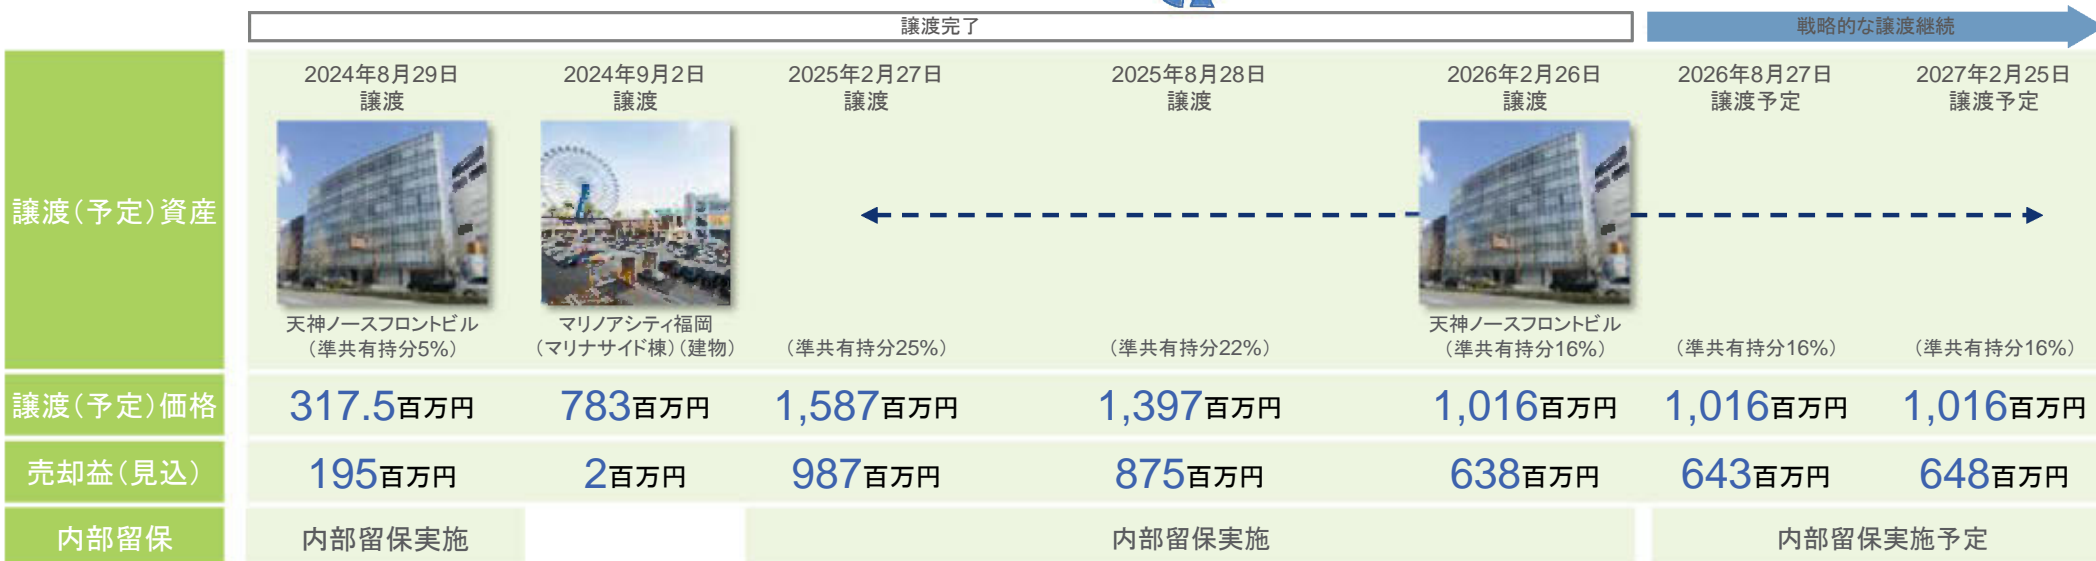 譲渡完了
戦略的な譲渡継続
譲渡（予定）資産
2024年8月29日
譲渡
天神ノースフロントビル
（準共有持分5%）
2024年9月2日
譲渡
マリノアシティ福岡
（マリナサイド棟）（建物）
2025年2月27日
譲渡
（準共有持分25%）
2025年8月28日
譲渡
（準共有持分22%）
2026年2月26日
譲渡
天神ノースフロントビル
（準共有持分16%）
2026年8月27日
譲渡予定
（準共有持分16%）
2027年2月25日
譲渡予定
（準共有持分16%）
譲渡（予定）価格
317.5百万円
783百万円
1,587百万円
1,397百万円
1,016百万円
1,016百万円
1,016百万円
売却益（見込）
195百万円
2百万円
987百万円
875百万円
638百万円
643百万円
648百万円
内部留保
内部留保実施
内部留保実施
内部留保実施予定